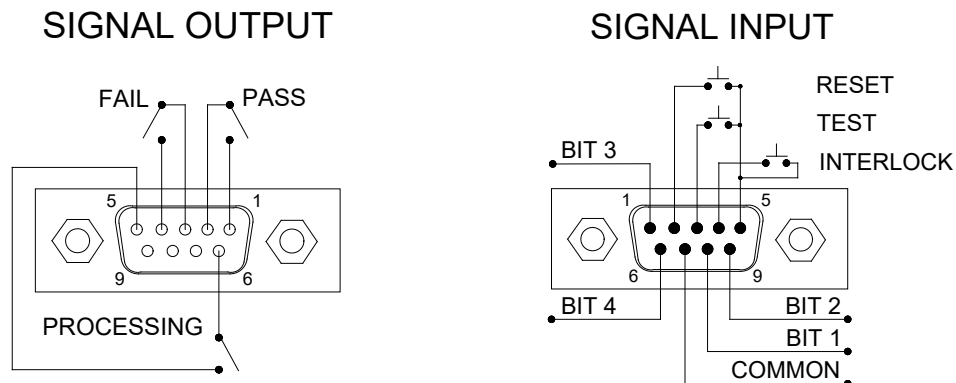 SIGNAL OUTPUT
FAIL PASS
5 1
9 6
PROCESSING
SIGNAL INPUT
RESET
TEST
BIT 3
INTERLOCK
1 5
6 9
BIT 4
BIT 2
BIT 1
COMMON